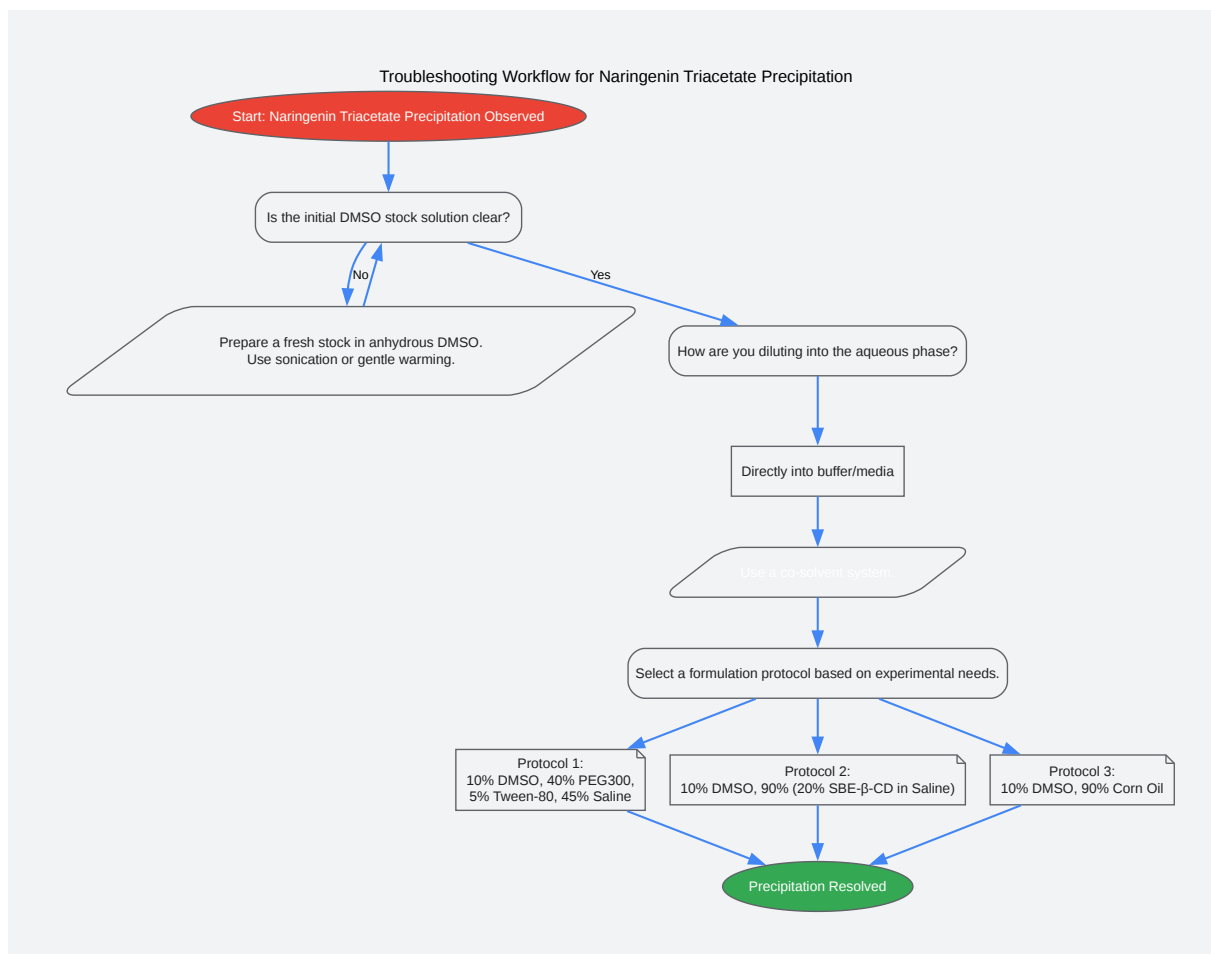 Troubleshooting Workflow for Naringenin Triacetate Precipitation
Start: Naringenin Triacetate Precipitation Observed
Is the initial DMSO stock solution clear?
No
Yes
Prepare a fresh stock in anhydrous DMSO.
Use sonication or gentle warming.
How are you diluting into the aqueous phase?
Directly into buffer/media
Use a co-solvent system.
Select a formulation protocol based on experimental needs.
Protocol 1:
10% DMSO, 40% PEG300,
5% Tween-80, 45% Saline
Protocol 2:
10% DMSO, 90% (20% SBE-β-CD in Saline)
Protocol 3:
10% DMSO, 90% Corn Oil
Precipitation Resolved